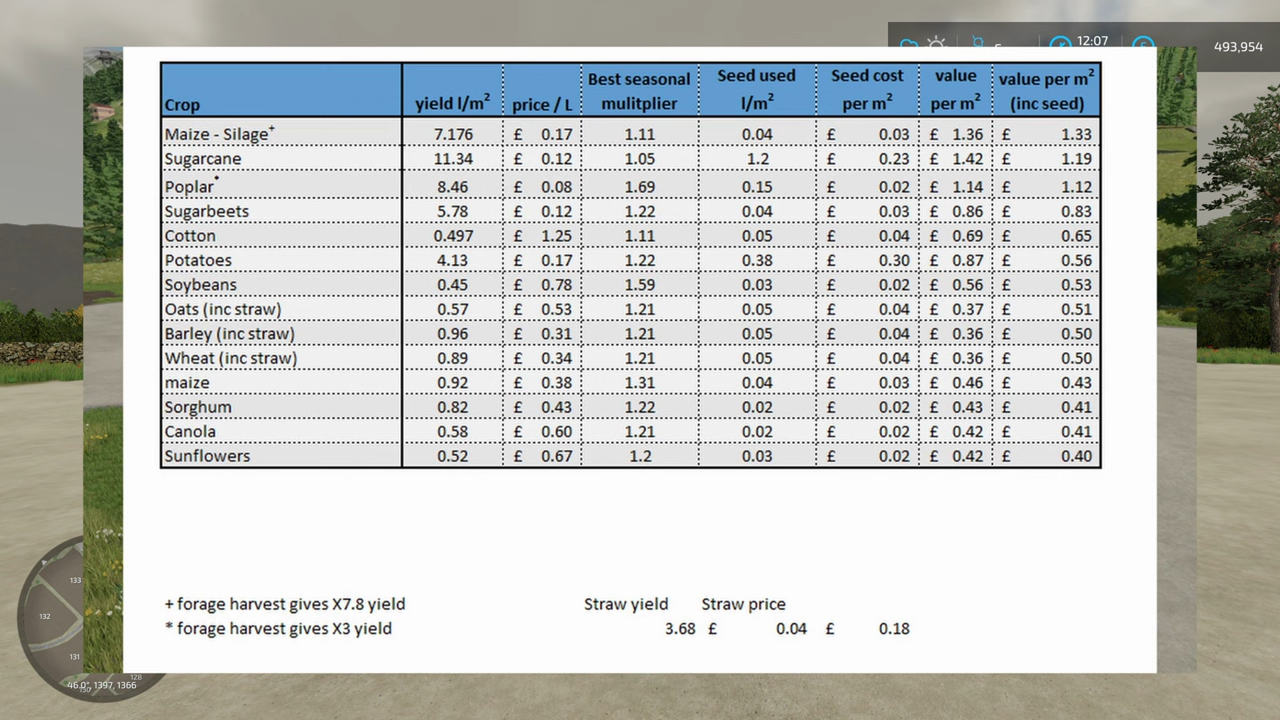 12:07
493,954
Crop yield l/m² price / L Best seasonal mulitplier Seed used l/m² Seed cost per m² value per m² value per m² (inc seed)
Maize - Silage⁺ 7.176 £ 0.17 1.11 0.04 £ 0.03 £ 1.36 £ 1.33
Sugarcane 11.34 £ 0.12 1.05 1.2 £ 0.23 £ 1.42 £ 1.19
Poplar* 8.46 £ 0.08 1.69 0.15 £ 0.02 £ 1.14 £ 1.12
Sugarbeets 5.78 £ 0.12 1.22 0.04 £ 0.03 £ 0.86 £ 0.83
Cotton 0.497 £ 1.25 1.11 0.05 £ 0.04 £ 0.69 £ 0.65
Potatoes 4.13 £ 0.17 1.22 0.38 £ 0.30 £ 0.87 £ 0.56
Soybeans 0.45 £ 0.78 1.59 0.03 £ 0.02 £ 0.56 £ 0.53
Oats (inc straw) 0.57 £ 0.53 1.21 0.05 £ 0.04 £ 0.37 £ 0.51
Barley (inc straw) 0.96 £ 0.31 1.21 0.05 £ 0.04 £ 0.36 £ 0.50
Wheat (inc straw) 0.89 £ 0.34 1.21 0.05 £ 0.04 £ 0.36 £ 0.50
maize 0.92 £ 0.38 1.31 0.04 £ 0.03 £ 0.46 £ 0.43
Sorghum 0.82 £ 0.43 1.22 0.02 £ 0.02 £ 0.43 £ 0.41
Canola 0.58 £ 0.60 1.21 0.02 £ 0.02 £ 0.42 £ 0.41
Sunflowers 0.52 £ 0.67 1.2 0.03 £ 0.02 £ 0.42 £ 0.40
+ forage harvest gives X7.8 yield Straw yield Straw price
* forage harvest gives X3 yield 3.68 £ 0.04 £ 0.18
133
132
131
128
46.0°, 1397, 1366